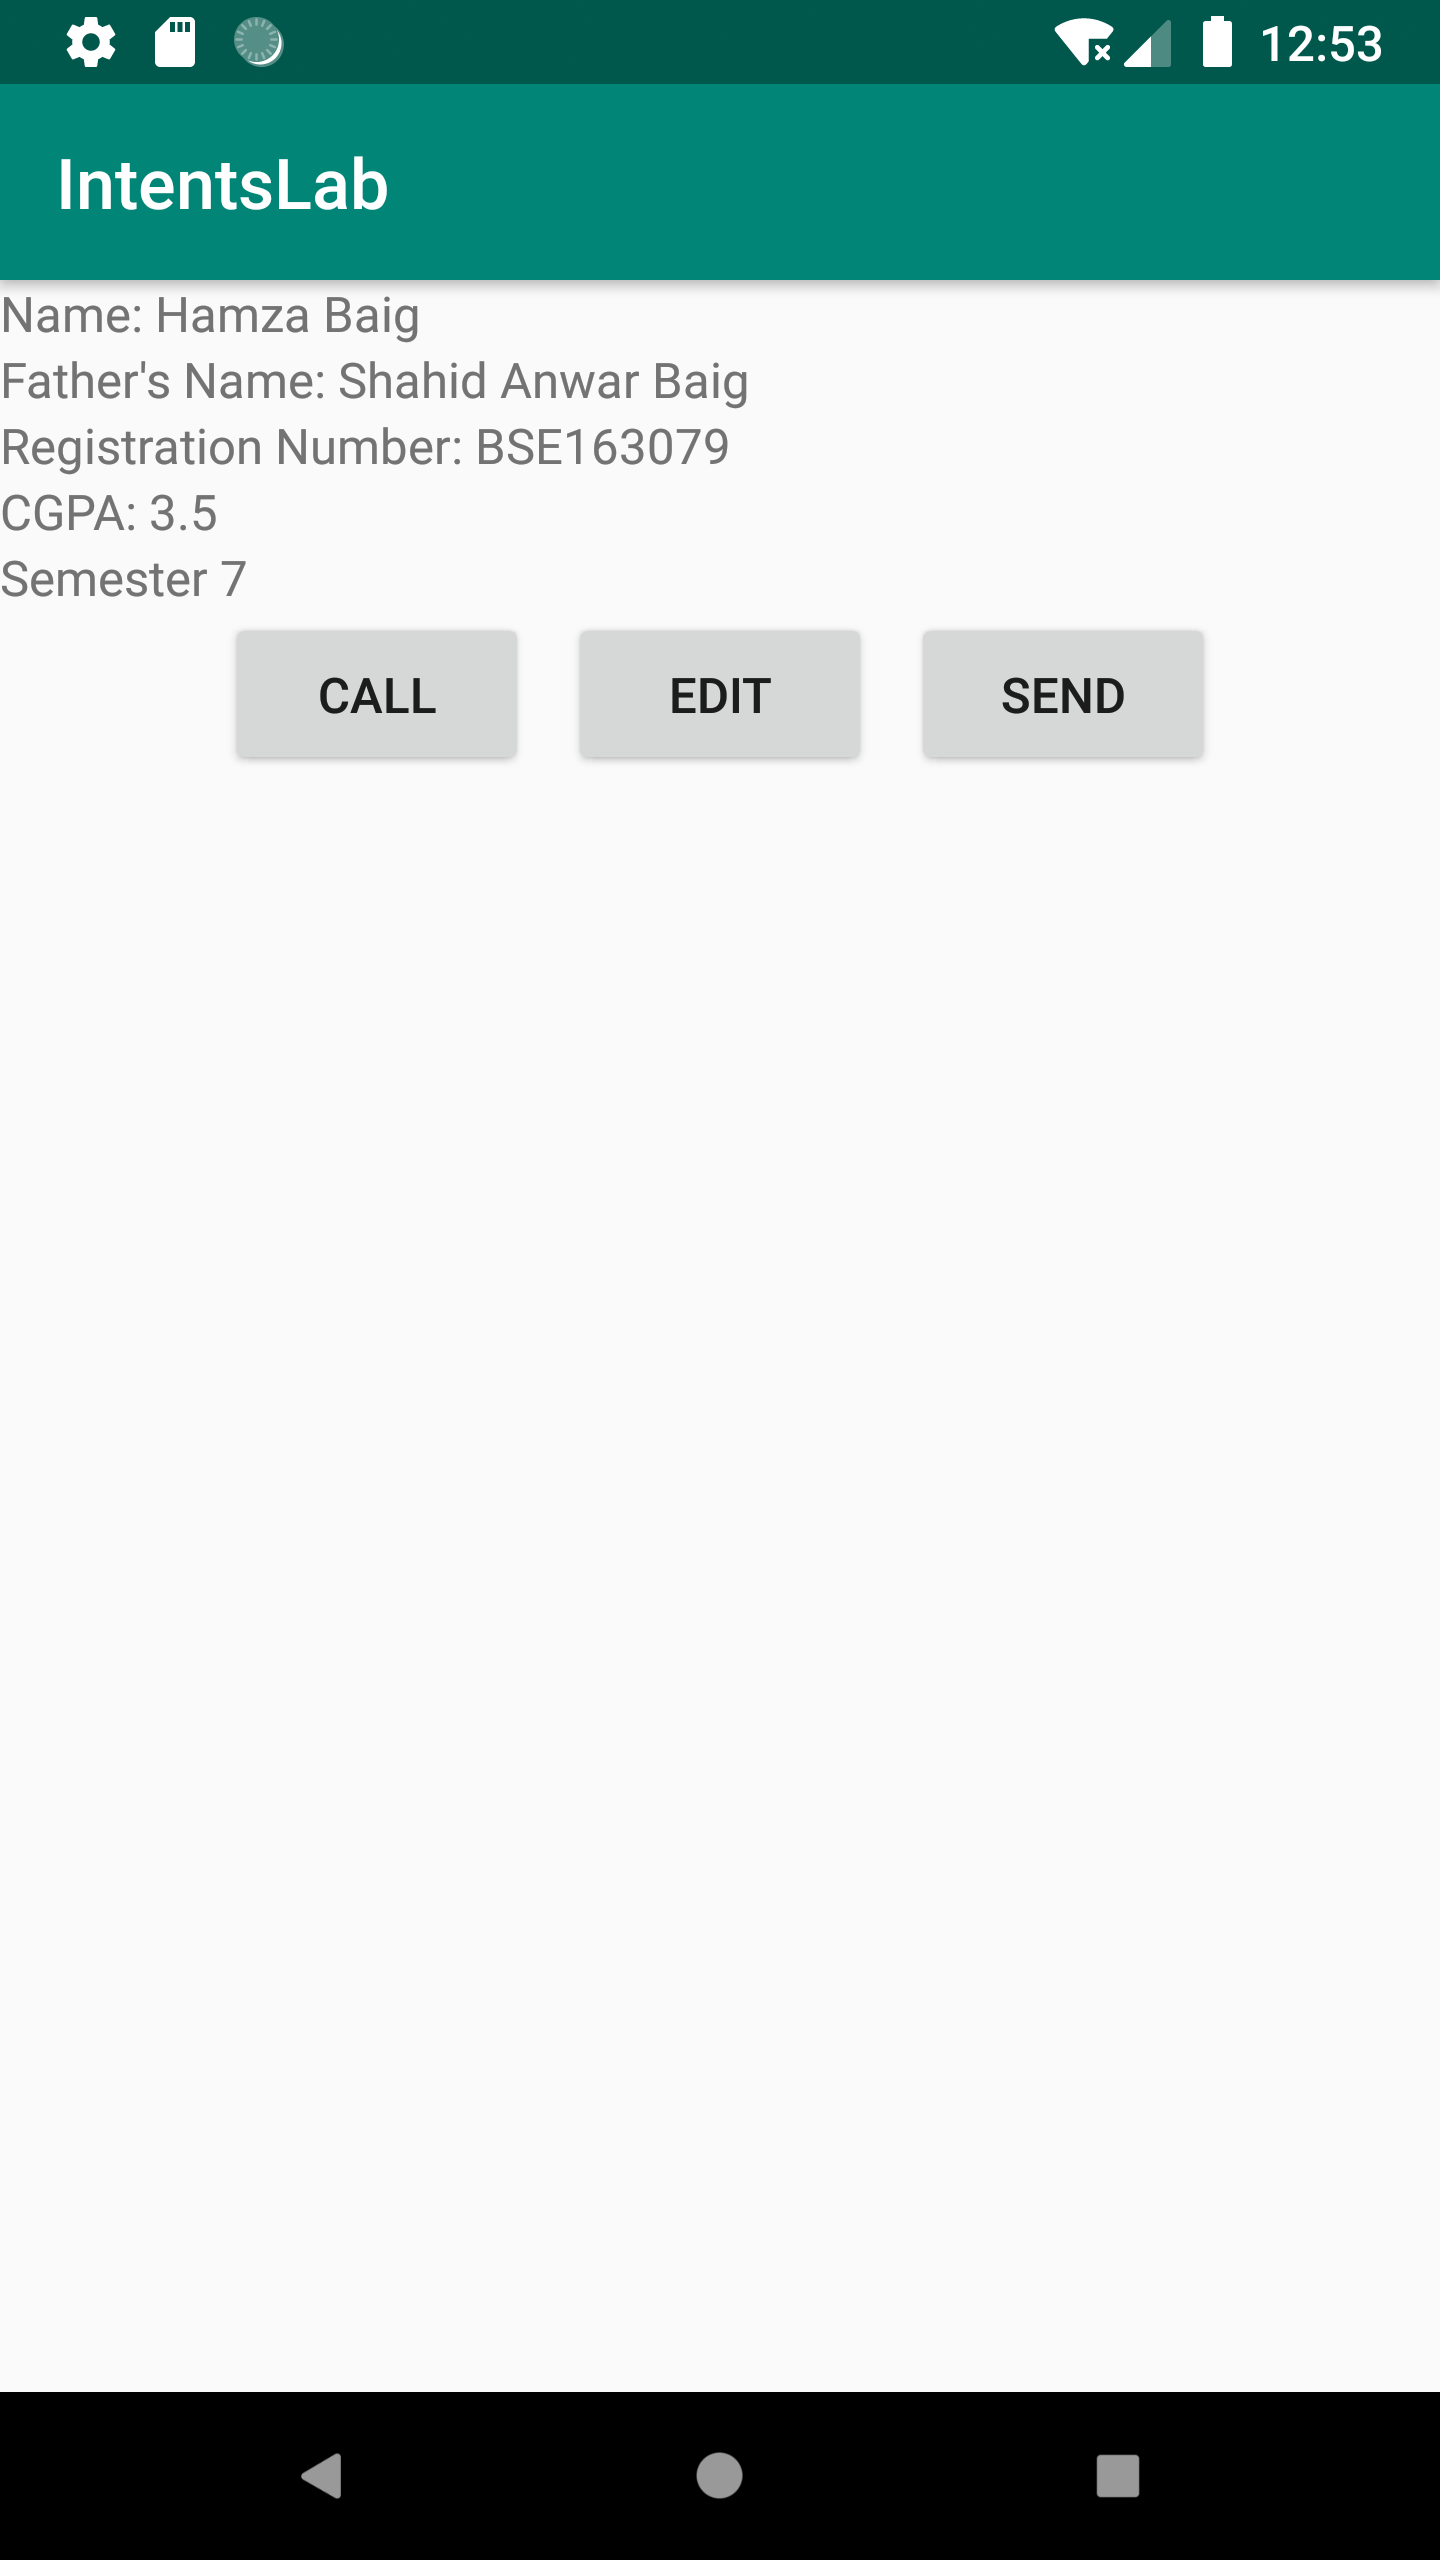 12:53
IntentsLab
Name: Hamza Baig
Father's Name: Shahid Anwar Baig
Registration Number: BSE163079
CGPA: 3.5
Semester 7
CALL EDIT SEND